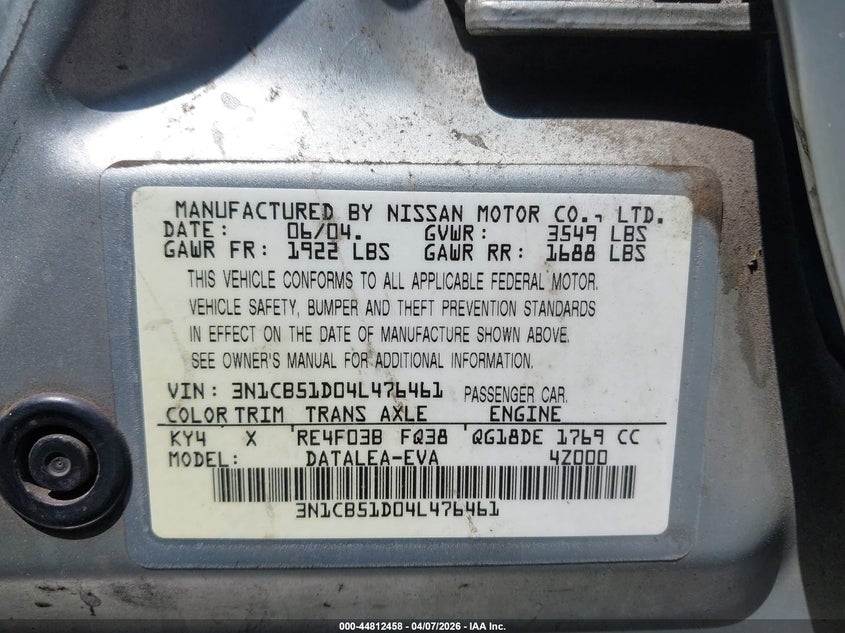 MANUFACTURED BY NISSAN MOTOR CO., LTD.
DATE: 06/04. GVWR: 3549 LBS
GAWR FR: 1922 LBS GAWR RR: 1688 LBS
THIS VEHICLE CONFORMS TO ALL APPLICABLE FEDERAL MOTOR.
VEHICLE SAFETY, BUMPER AND THEFT PREVENTION STANDARDS
IN EFFECT ON THE DATE OF MANUFACTURE SHOWN ABOVE.
SEE OWNER'S MANUAL FOR ADDITIONAL INFORMATION.
VIN: 3N1CB51D04L476461 PASSENGER CAR.
COLOR TRIM TRANS AXLE ENGINE
KY4 X 'RE4F03B FQ38 'QG18DE 1769 CC
MODEL: DATALEA-EVA 4Z000
3N1CB51D04L476461
000-44812458 - 04/07/2026 - IAA Inc.